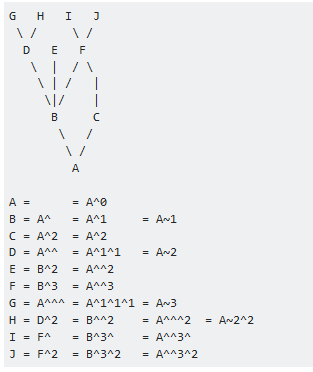 G   H   I   J
 \ /     \ /
  D   E   F
   \  |  / \
    \ | /   |
     \|/    |
      B     C
       \   /
        \ /
         A

A =      = A^0
B = A^   = A^1     = A~1
C = A^2  = A^2
D = A^^  = A^1^1   = A~2
E = B^2  = A^^2
F = B^3  = A^^3
G = A^^^ = A^1^1^1 = A~3
H = D^2  = B^^2    = A^^^2  = A~2^2
I = F^   = B^3^    = A^^3^
J = F^2  = B^3^2   = A^^3^2